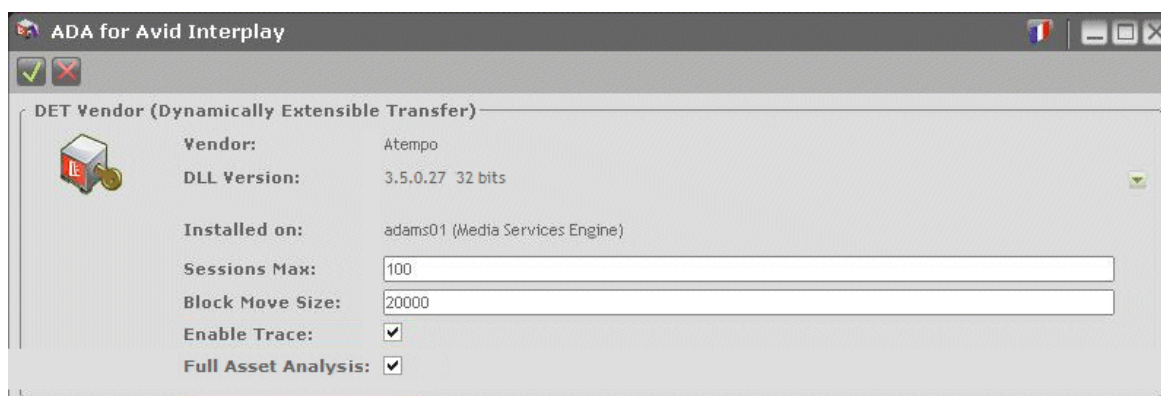 ADA for Avid Interplay
DET Vendor (Dynamically Extensible Transfer)
Vendor: Atempo
DLL Version: 3.5.0.27 32 bits
Installed on: adams01 (Media Services Engine)
Sessions Max: 100
Block Move Size: 20000
Enable Trace:
Full Asset Analysis: